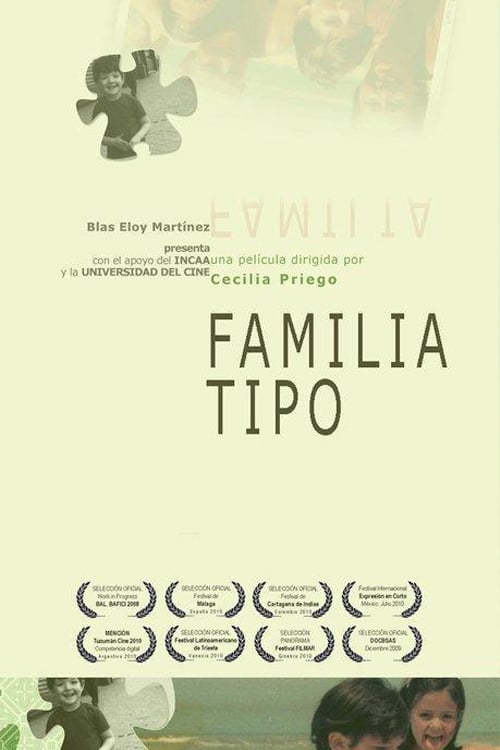 FAMILIA
Blas Eloy Martínez
presenta
con el apoyo del INCAA
y la UNIVERSIDAD DEL CINE
una película dirigida por
Cecilia Priego
FAMILIA
TIPO
SELECCIÓN OFICIAL
Work in Progress
BAL. BAFICI 2008
SELECCIÓN OFICIAL
Festival de
Malaga
España 2010
SELECCIÓN OFICIAL
Festival de
Cartagena de Indias
Colombia 2010
Festival Internacional
Expresión en Corto
México. Julio 2010
MENCIÓN
Tucumán Cine 2010
Competencia digital
Argentina 2010
SELECCIÓN OFICIAL
Festival Latinoamericano
de Trieste
Venecia 2010
SELECCIÓN
PANORAMA
Festival FILMAR
Ginebra 2010
SELECCIÓN OFICIAL
DOCBSAS
Diciembre 2009